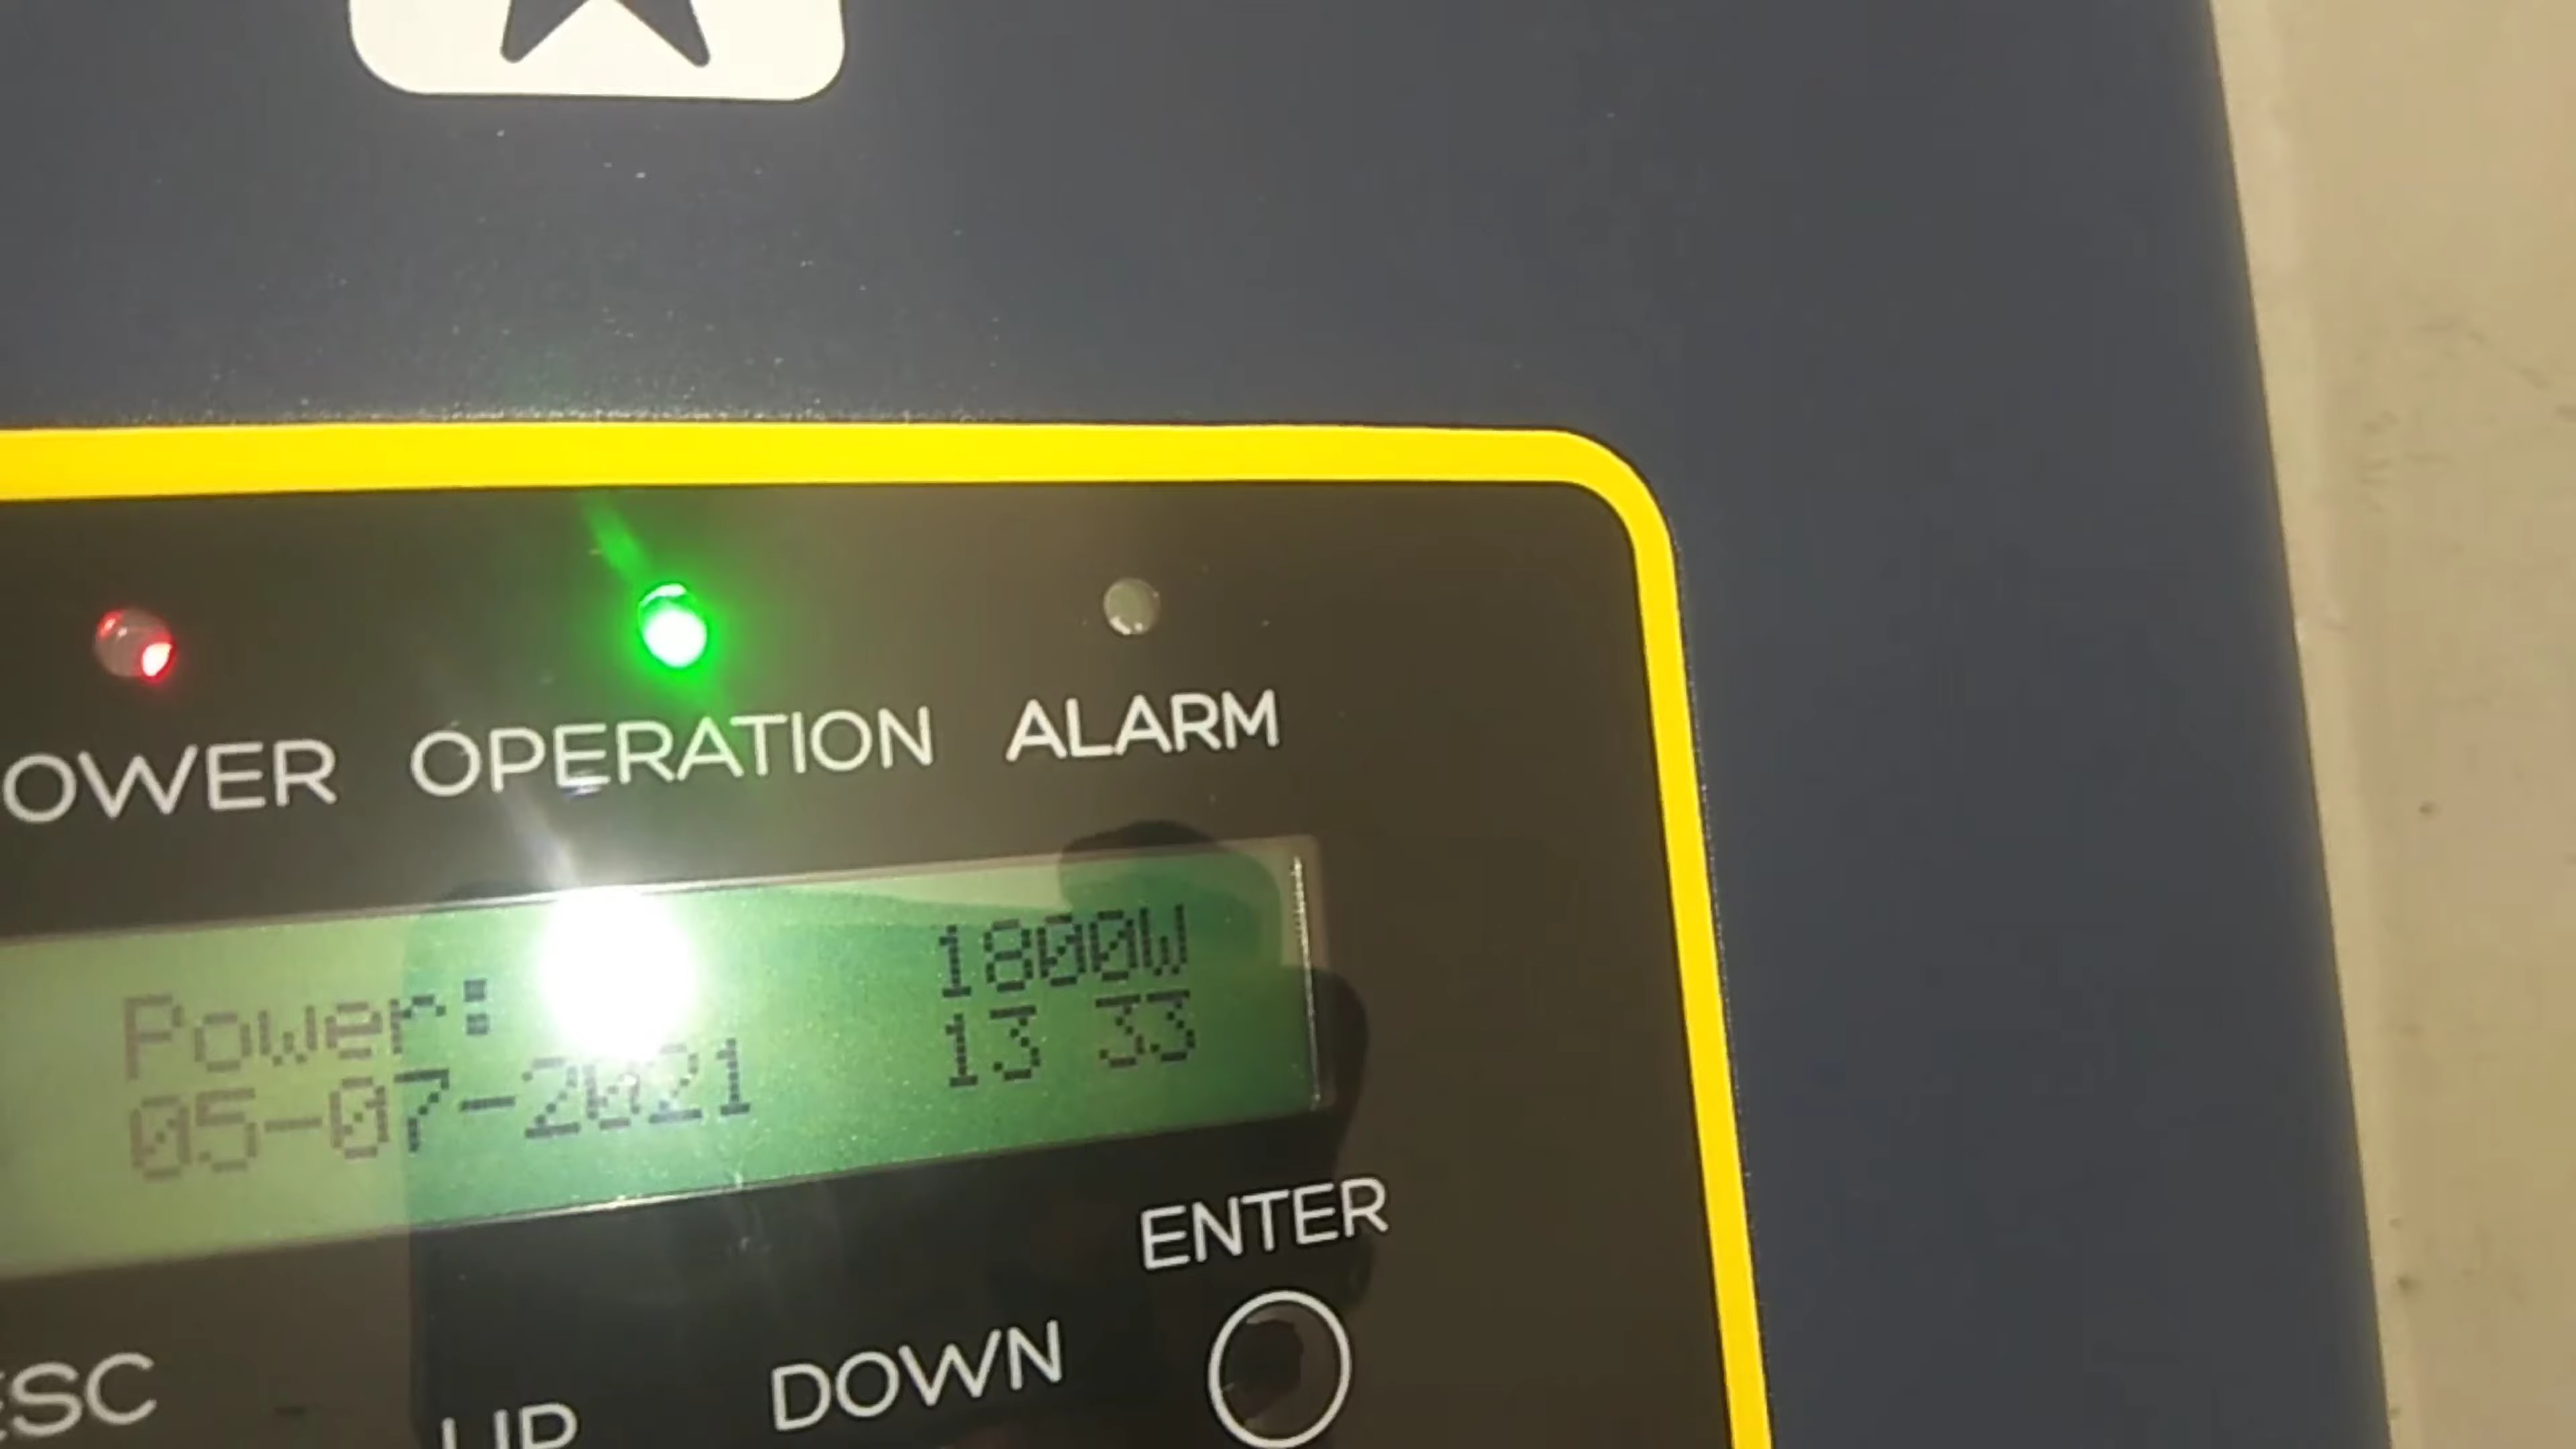 OWER OPERATION ALARM
Power: 1800W
05-07-2021 13 33
ENTER
ESC UP DOWN